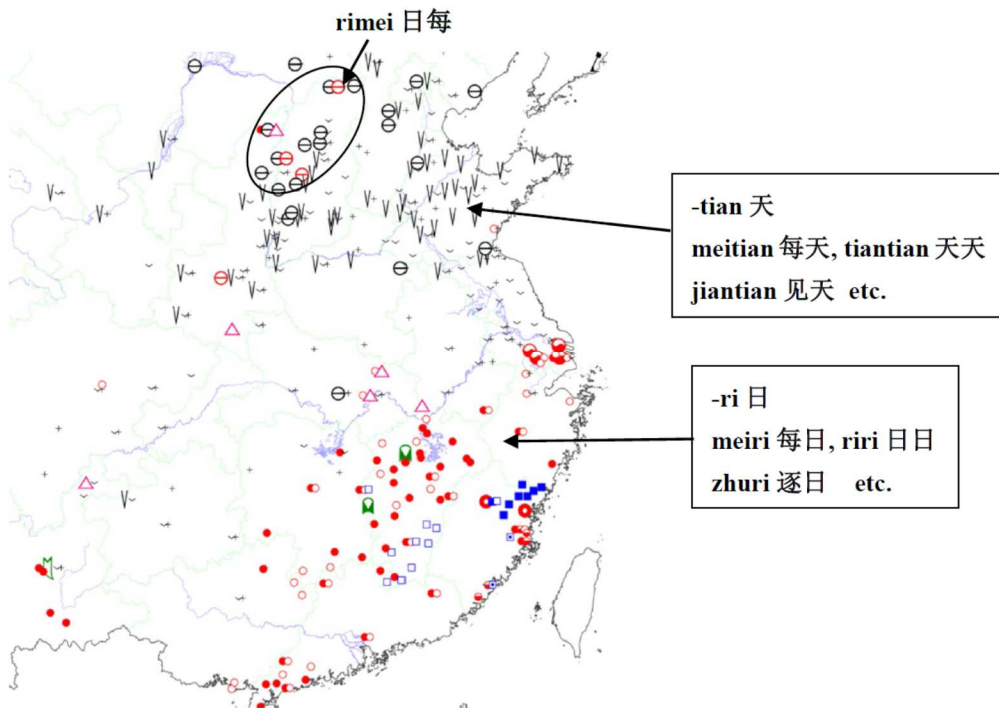 rimei 日每
-tian 天
meitian 每天, tiantian 天天
jiantian 见天 etc.
-ri 日
meiri 每日, riri 日日
zhuri 逐日 etc.